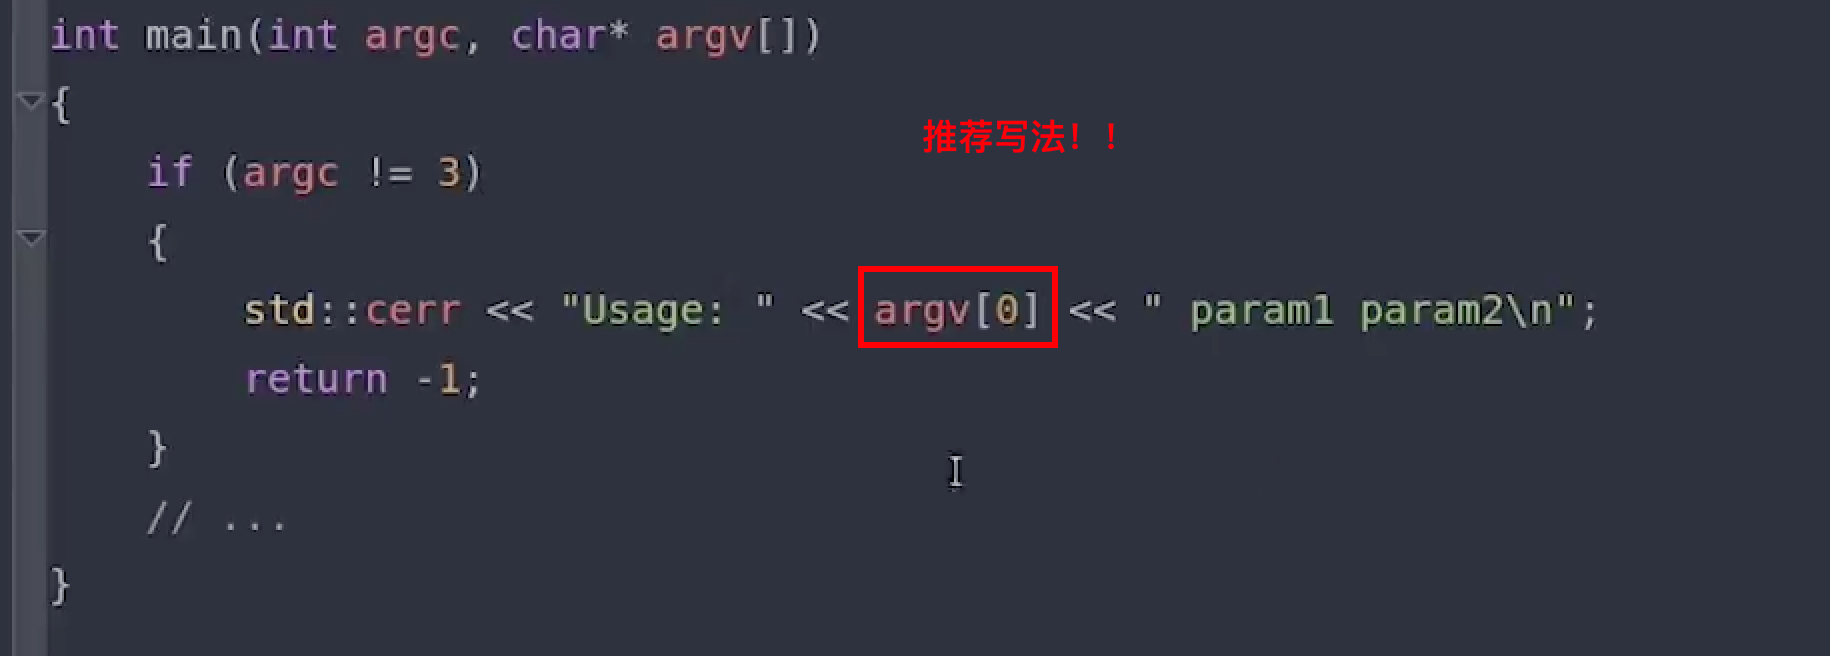 int main(int argc, char* argv[])
{
推荐写法！！
if (argc != 3)
{
std::cerr << "Usage: " << argv[0] << " param1 param2\n";
return -1;
}
// ...
}